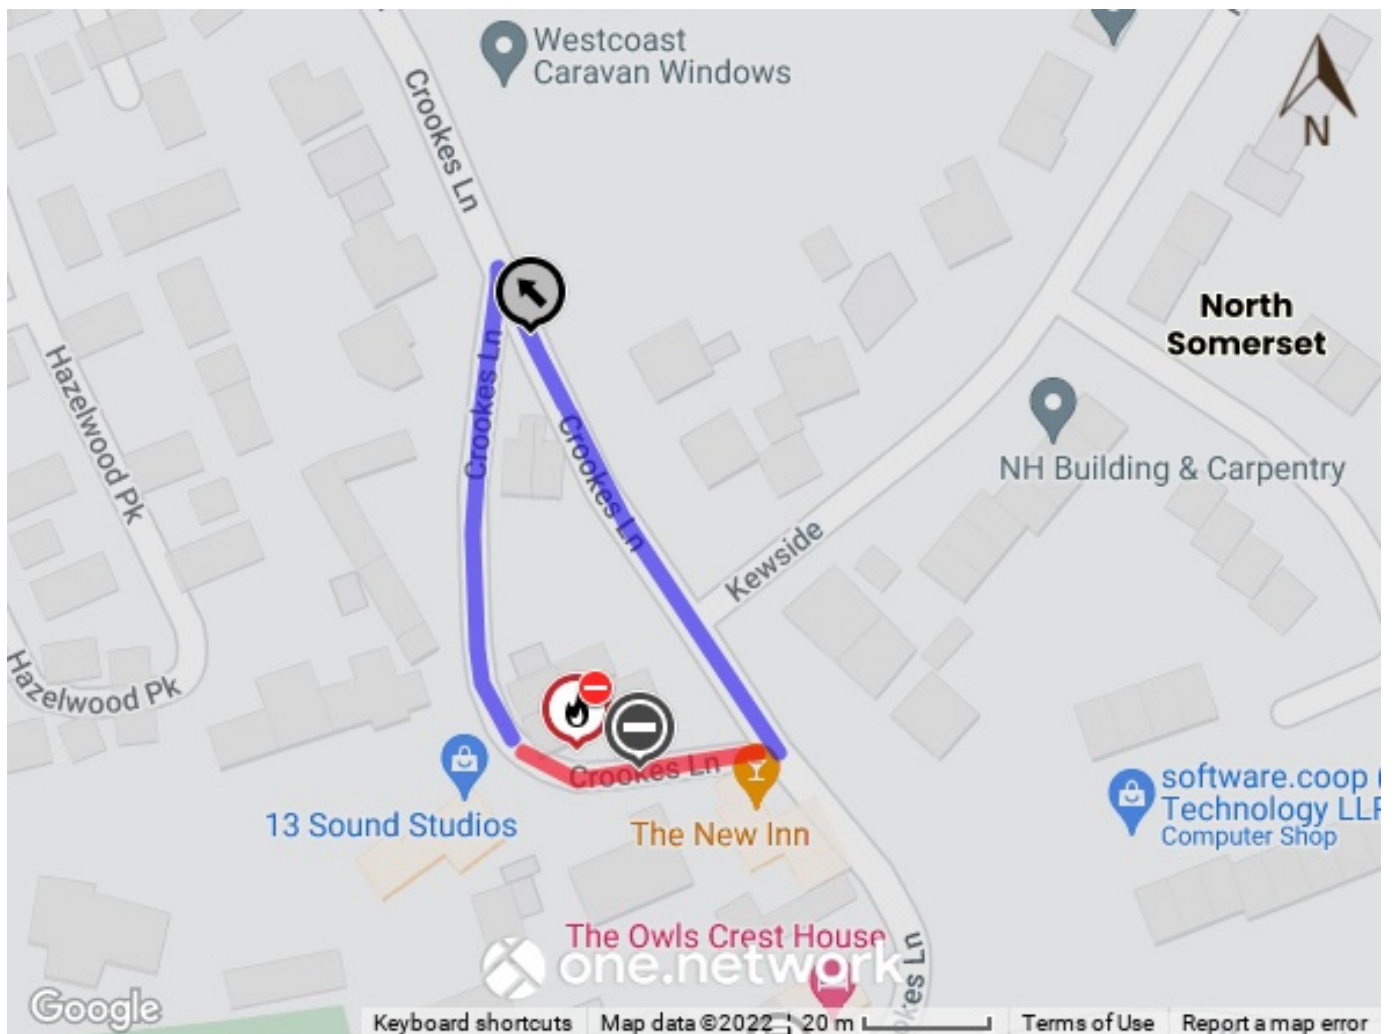 Westcoast
Caravan Windows
N
Crookes Ln
North
Somerset
Hazelwood Pk
Crookes Ln
Crookes Ln
NH Building & Carpentry
Kewside
Hazelwood Pk
Crookes Ln
13 Sound Studios
The New Inn
software.coop
Technology LLP
Computer Shop
The Owls Crest House
one.network
kes Ln
Google
Keyboard shortcuts
Map data ©2022
20 m
Terms of Use
Report a map error